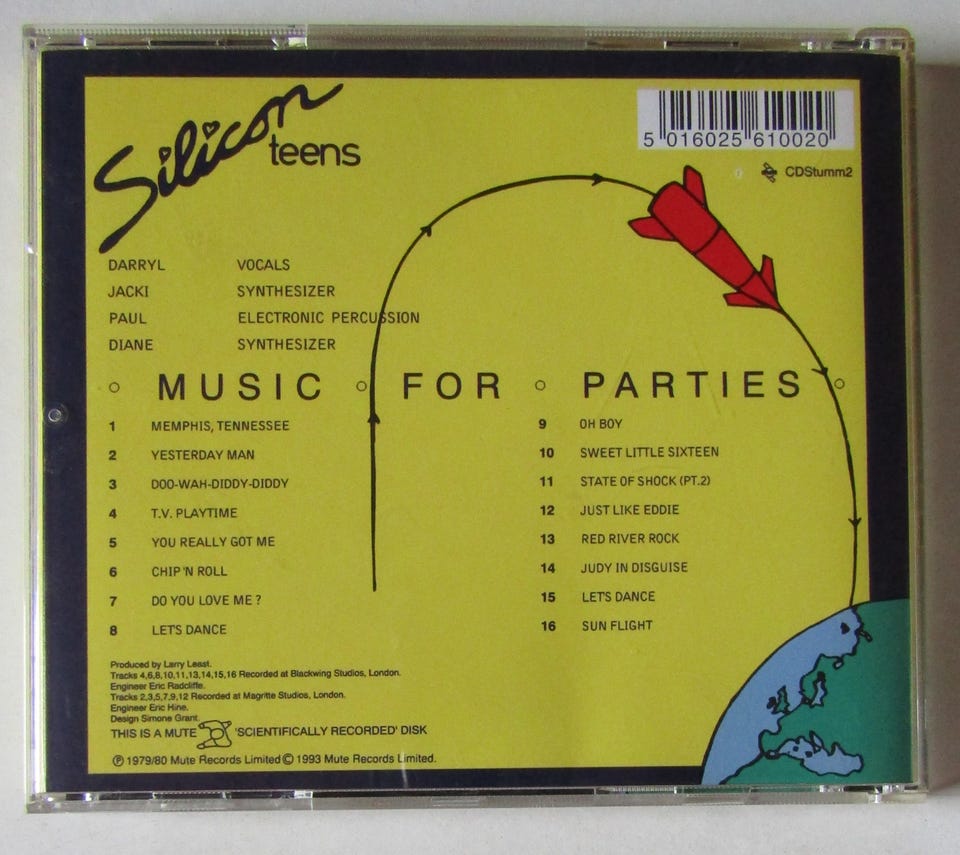 Silicon
teens
5 016025 610020
CDStumm2
DARRYL VOCALS
JACKI SYNTHESIZER
PAUL ELECTRONIC PERCUSSION
DIANE SYNTHESIZER
MUSIC FOR PARTIES
1 MEMPHIS, TENNESSEE
2 YESTERDAY MAN
3 DOO-WAH-DIDDY-DIDDY
4 T.V. PLAYTIME
5 YOU REALLY GOT ME
6 CHIP 'N ROLL
7 DO YOU LOVE ME ?
8 LET'S DANCE
9 OH BOY
10 SWEET LITTLE SIXTEEN
11 STATE OF SHOCK (PT.2)
12 JUST LIKE EDDIE
13 RED RIVER ROCK
14 JUDY IN DISGUISE
15 LET'S DANCE
16 SUN FLIGHT
Produced by Larry Least.
Tracks 4,6,8,10,11,13,14,15,16 Recorded at Blackwing Studios, London.
Engineer Eric Radcliffe.
Tracks 2,3,5,7,9,12 Recorded at Magritte Studios, London.
Engineer Eric Hine.
Design Simone Grant.
THIS IS A MUTE 'SCIENTIFICALLY RECORDED' DISK
℗ 1979/80 Mute Records Limited © 1993 Mute Records Limited.